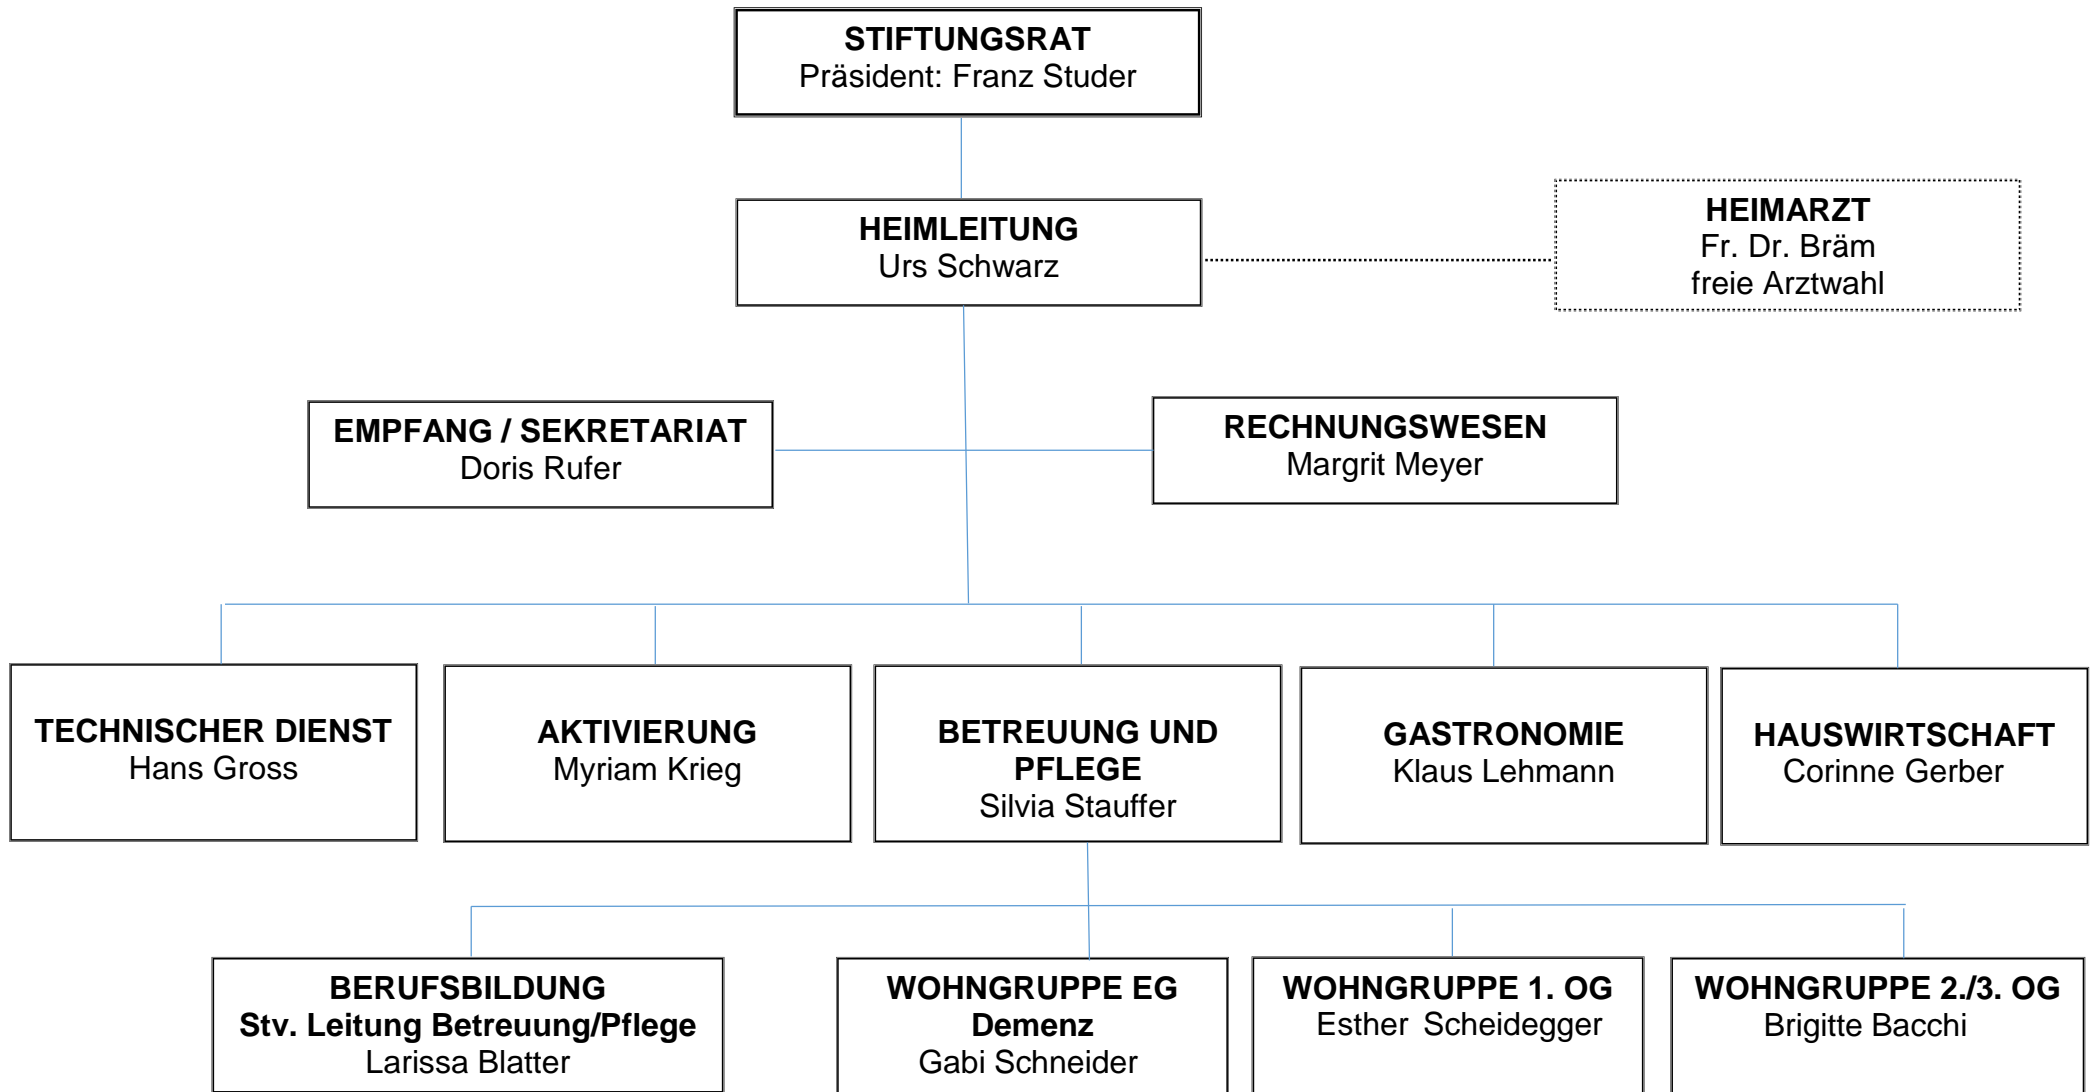 STIFTUNGSRAT
Präsident: Franz Studer
HEIMLEITUNG
Urs Schwarz
HEIMARZT
Fr. Dr. Bräm
freie Arztwahl
EMPFANG / SEKRETARIAT
Doris Rufer
RECHNUNGSWESEN
Margrit Meyer
TECHNISCHER DIENST
Hans Gross
AKTIVIERUNG
Myriam Krieg
BETREUUNG UND
PFLEGE
Silvia Stauffer
GASTRONOMIE
Klaus Lehmann
HAUSWIRTSCHAFT
Corinne Gerber
BERUFSBILDUNG
Stv. Leitung Betreuung/Pflege
Larissa Blatter
WOHNGRUPPE EG
Demenz
Gabi Schneider
WOHNGRUPPE 1. OG
Esther Scheidegger
WOHNGRUPPE 2./3. OG
Brigitte Bacchi